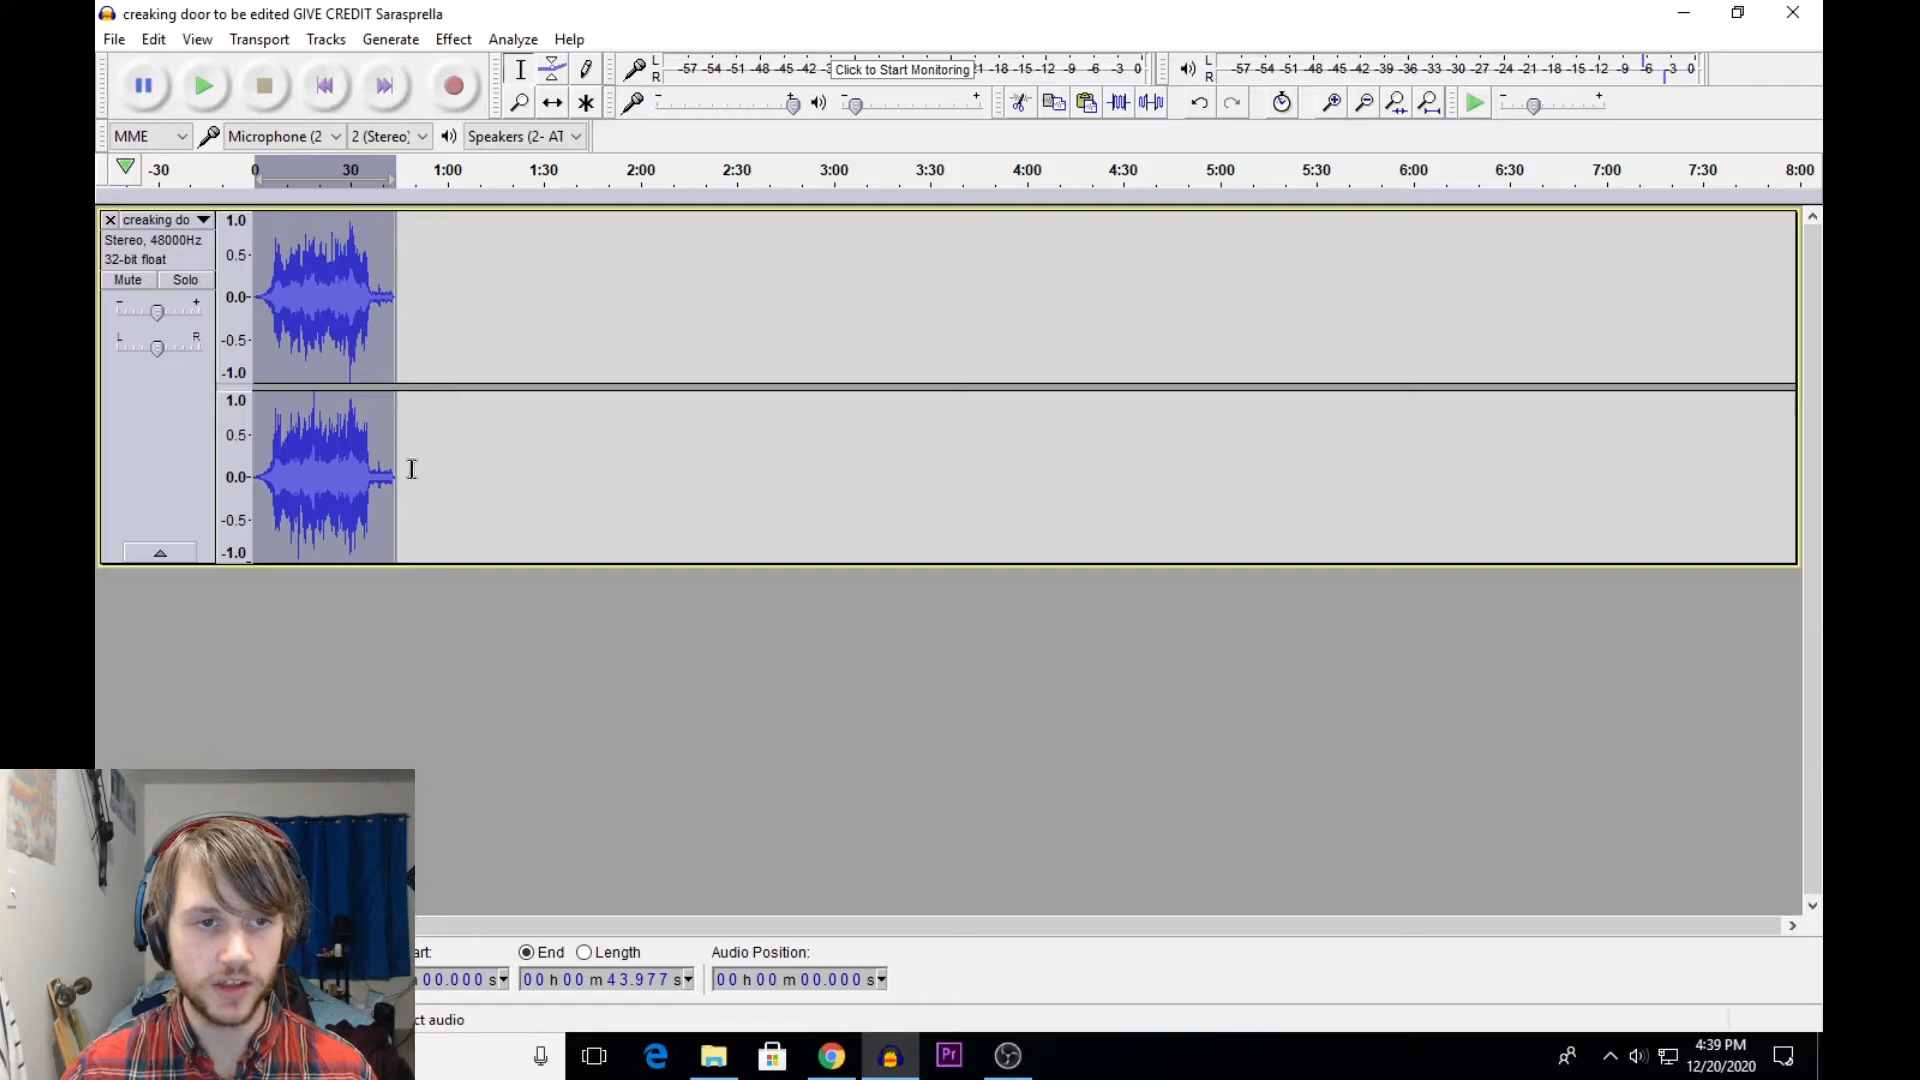 creaking door to be edited GIVE CREDIT Sarasprella
File Edit View Transport Tracks Generate Effect Analyze Help
L R -57 -54 -51 -48 -45 -42 -3 Click to Start Monitoring 21 -18 -15 -12 -9 -6 -3 0
L R -57 -54 -51 -48 -45 -42 -39 -36 -33 -30 -27 -24 -21 -18 -15 -12 -9 -6 -3 0
MME Microphone (2 2 (Stereo) Speakers (2- AT
-30 0 30 1:00 1:30 2:00 2:30 3:00 3:30 4:00 4:30 5:00 5:30 6:00 6:30 7:00 7:30 8:00
creaking do
Stereo, 48000Hz
32-bit float
Mute Solo
- +
L R
1.0
0.5
0.0
-0.5
-1.0
1.0
0.5
0.0
-0.5
-1.0
art: End Length Audio Position:
00.000 s 00 h 00 m 43.977 s 00 h 00 m 00.000 s
ct audio
Pr
4:39 PM
12/20/2020